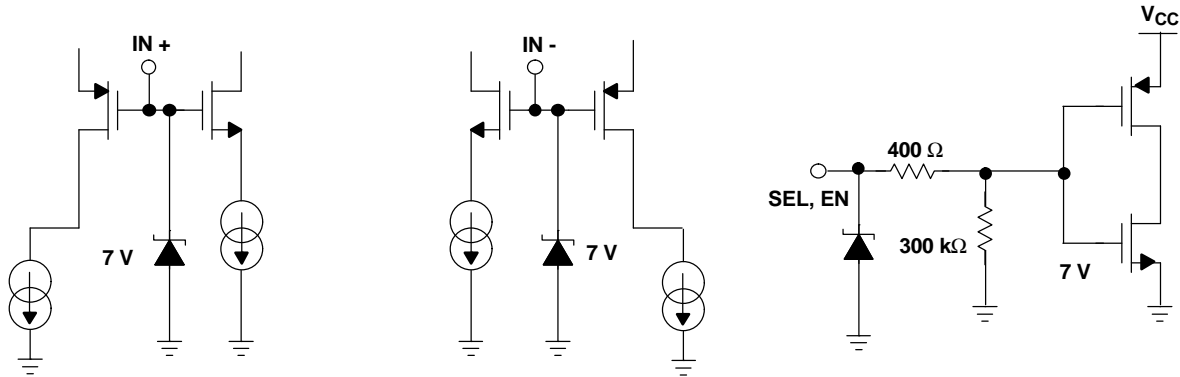 IN +
7 V
IN -
7 V
VCC
SEL, EN
400 Ω
300 kΩ
7 V